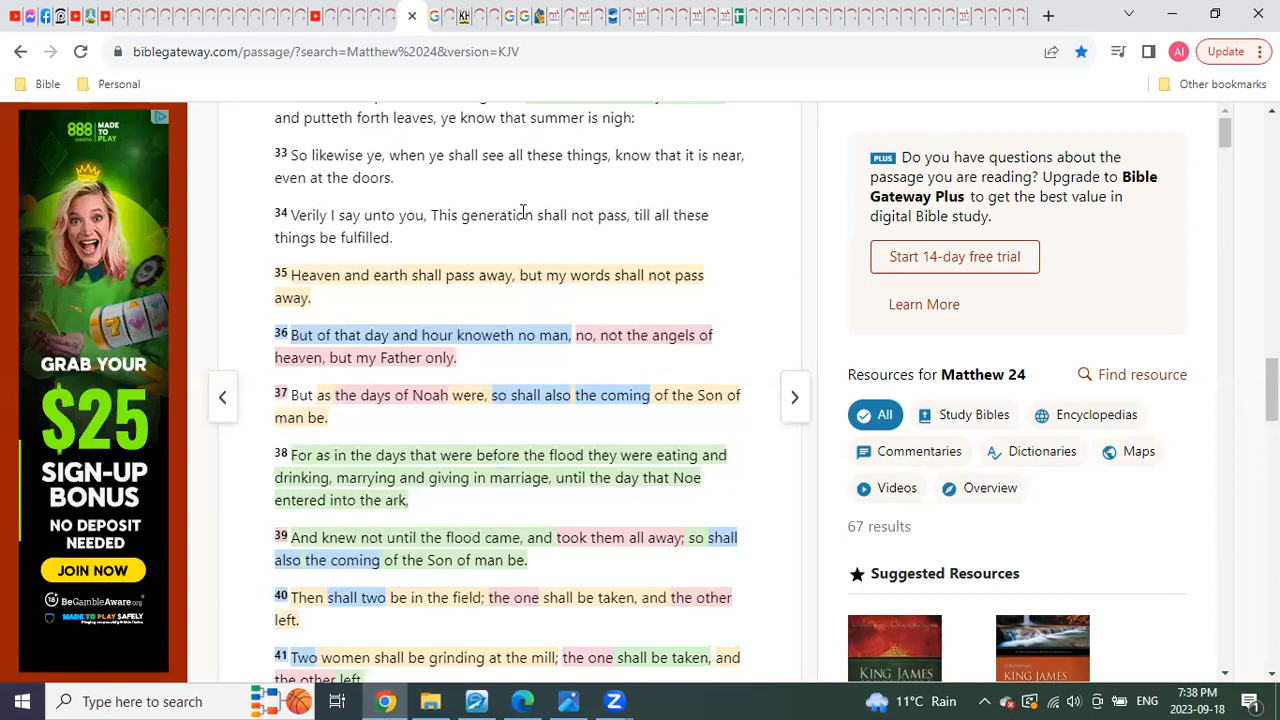 biblegateway.com/passage/?search=Matthew%2024&version=KJV
AI
Update
Bible
Personal
Other bookmarks
888 casino
MADE TO PLAY
GRAB YOUR
$25
SIGN-UP
BONUS
NO DEPOSIT
NEEDED
JOIN NOW
18+ BeGambleAware.org
MADE TO PLAY SAFELY
and putteth forth leaves, ye know that summer is nigh:
33 So likewise ye, when ye shall see all these things, know that it is near,
even at the doors.
34 Verily I say unto you, This generation shall not pass, till all these
things be fulfilled.
35 Heaven and earth shall pass away, but my words shall not pass
away.
36 But of that day and hour knoweth no man, no, not the angels of
heaven, but my Father only.
37 But as the days of Noah were, so shall also the coming of the Son of
man be.
38 For as in the days that were before the flood they were eating and
drinking, marrying and giving in marriage, until the day that Noe
entered into the ark,
39 And knew not until the flood came, and took them all away; so shall
also the coming of the Son of man be.
40 Then shall two be in the field; the one shall be taken, and the other
left.
41 Two shall be grinding at the mill; the one shall be taken, and
PLUS Do you have questions about the
passage you are reading? Upgrade to Bible
Gateway Plus to get the best value in
digital Bible study.
Start 14-day free trial
Learn More
Resources for Matthew 24
Find resource
All
Study Bibles
Encyclopedias
Commentaries
Dictionaries
Maps
Videos
Overview
67 results
Suggested Resources
KING JAMES
KING JAMES
Type here to search
11°C Rain
ENG
7:38 PM
2023-09-18
1